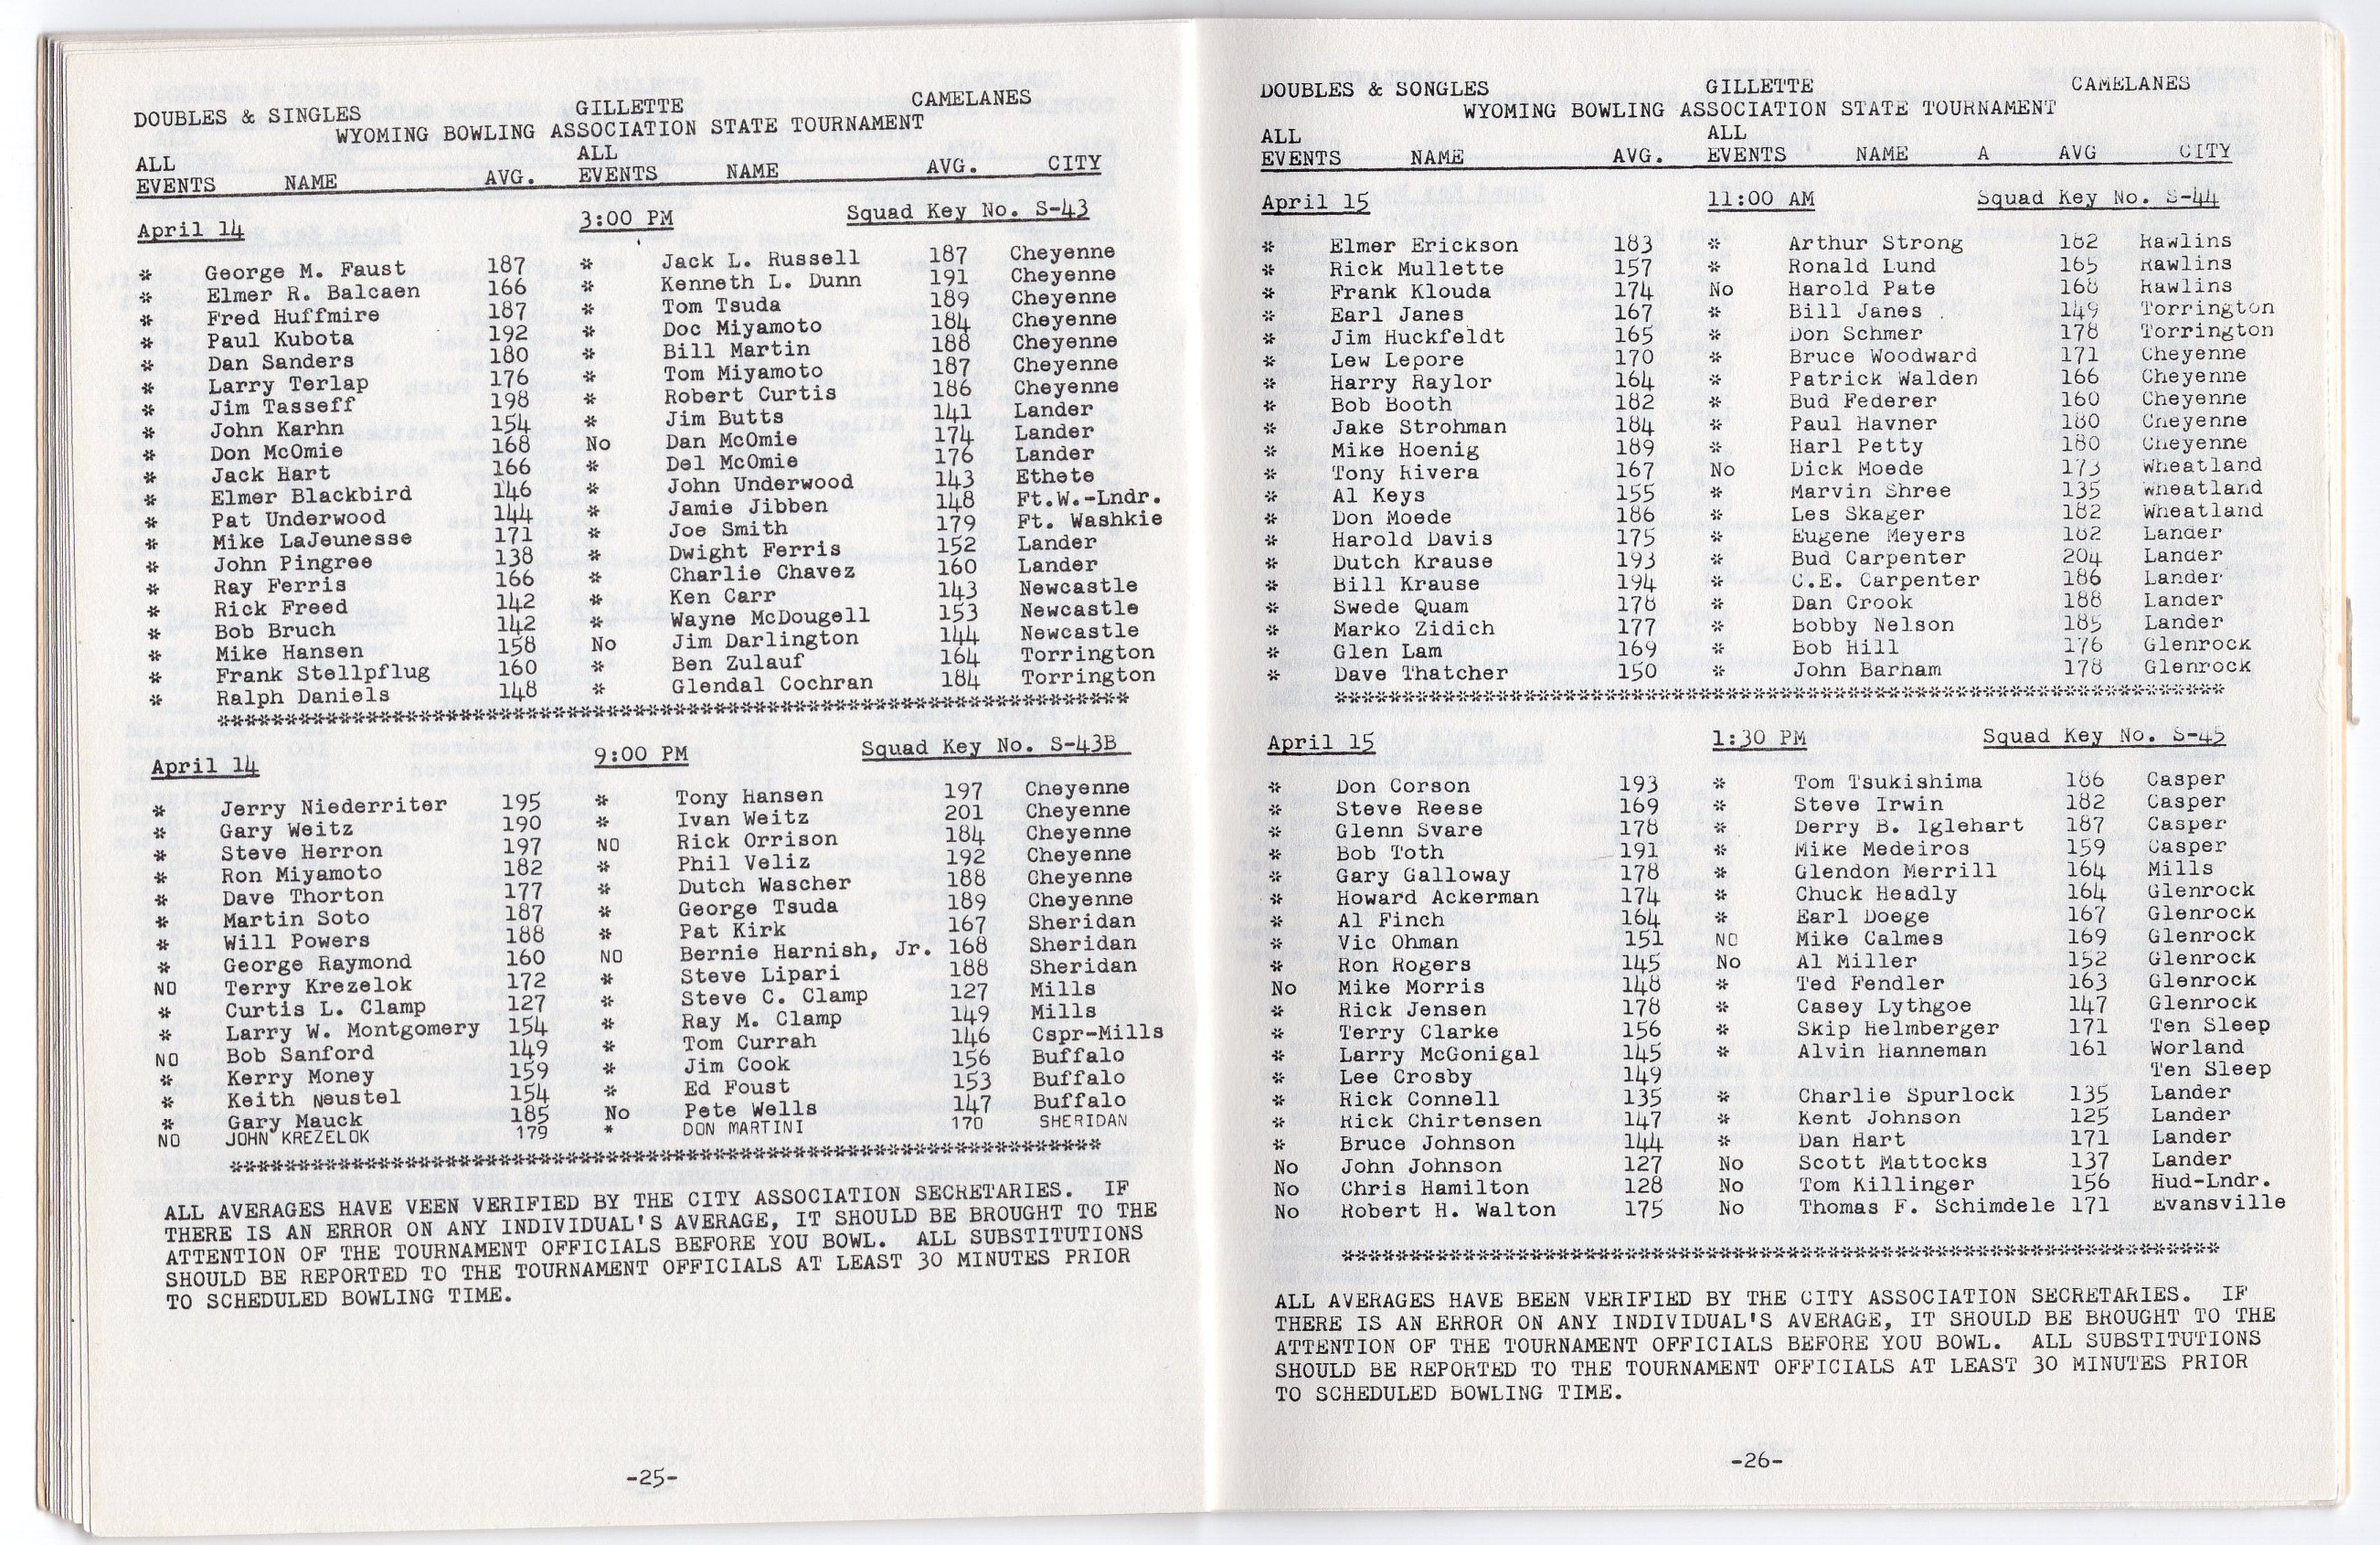 DOUBLES & SINGLES GILLETTE CAMELANES
WYOMING BOWLING ASSOCIATION STATE TOURNAMENT
ALL ALL
EVENTS NAME AVG. EVENTS NAME AVG. CITY
April 14 3:00 PM Squad Key No. S-43
* George M. Faust 187 * Jack L. Russell 187 Cheyenne
* Elmer R. Balcaen 166 * Kenneth L. Dunn 191 Cheyenne
* Fred Huffmire 187 * Tom Tsuda 189 Cheyenne
* Paul Kubota 192 * Doc Miyamoto 184 Cheyenne
* Dan Sanders 180 * Bill Martin 188 Cheyenne
* Larry Terlap 176 * Tom Miyamoto 187 Cheyenne
* Jim Tasseff 198 * Robert Curtis 186 Cheyenne
* John Karhn 154 * Jim Butts 141 Lander
* Don McOmie 168 No Dan McOmie 174 Lander
* Jack Hart 166 * Del McOmie 176 Lander
* Elmer Blackbird 146 * John Underwood 143 Ethete
* Pat Underwood 144 * Jamie Jibben 148 Ft.W.-Lndr.
* Mike LaJeunesse 171 * Joe Smith 179 Ft. Washkie
* John Pingree 138 * Dwight Ferris 152 Lander
* Ray Ferris 166 * Charlie Chavez 160 Lander
* Rick Freed 142 * Ken Carr 143 Newcastle
* Bob Bruch 142 * Wayne McDougell 153 Newcastle
* Mike Hansen 158 No Jim Darlington 144 Newcastle
* Frank Stellpflug 160 * Ben Zulauf 164 Torrington
* Ralph Daniels 148 * Glendal Cochran 184 Torrington
********************************************************************
April 14 9:00 PM Squad Key No. S-43B
* Jerry Niederriter 195 * Tony Hansen 197 Cheyenne
* Gary Weitz 190 * Ivan Weitz 201 Cheyenne
* Steve Herron 197 NO Rick Orrison 184 Cheyenne
* Ron Miyamoto 182 * Phil Veliz 192 Cheyenne
* Dave Thorton 177 * Dutch Wascher 188 Cheyenne
* Martin Soto 187 * George Tsuda 189 Cheyenne
* Will Powers 188 * Pat Kirk 167 Sheridan
* George Raymond 160 NO Bernie Harnish, Jr. 168 Sheridan
NO Terry Krezelok 172 * Steve Lipari 188 Sheridan
* Curtis L. Clamp 127 * Steve C. Clamp 127 Mills
* Larry W. Montgomery 154 * Ray M. Clamp 149 Mills
NO Bob Sanford 149 * Tom Currah 146 Cspr-Mills
* Kerry Money 159 * Jim Cook 156 Buffalo
* Keith Neustel 154 * Ed Foust 153 Buffalo
* Gary Mauck 185 No Pete Wells 147 Buffalo
NO JOHN KREZELOK 179 * DON MARTINI 170 SHERIDAN
********************************************************************
ALL AVERAGES HAVE VEEN VERIFIED BY THE CITY ASSOCIATION SECRETARIES. IF
THERE IS AN ERROR ON ANY INDIVIDUAL'S AVERAGE, IT SHOULD BE BROUGHT TO THE
ATTENTION OF THE TOURNAMENT OFFICIALS BEFORE YOU BOWL. ALL SUBSTITUTIONS
SHOULD BE REPORTED TO THE TOURNAMENT OFFICIALS AT LEAST 30 MINUTES PRIOR
TO SCHEDULED BOWLING TIME.
-25-
DOUBLES & SONGLES GILLETTE CAMELANES
WYOMING BOWLING ASSOCIATION STATE TOURNAMENT
ALL ALL
EVENTS NAME AVG. EVENTS NAME A AVG CITY
April 15 11:00 AM Squad Key No. S-44
* Elmer Erickson 183 * Arthur Strong 182 Rawlins
* Rick Mullette 157 * Ronald Lund 165 Rawlins
* Frank Klouda 174 No Harold Pate 168 Rawlins
* Earl Janes 167 * Bill Janes 149 Torrington
* Jim Huckfeldt 165 * Don Schmer 178 Torrington
* Lew Lepore 170 * Bruce Woodward 171 Cheyenne
* Harry Raylor 164 * Patrick Walden 166 Cheyenne
* Bob Booth 182 * Bud Federer 160 Cheyenne
* Jake Strohman 184 * Paul Havner 180 Cheyenne
* Mike Hoenig 189 * Harl Petty 180 Cheyenne
* Tony Rivera 167 No Dick Moede 173 Wheatland
* Al Keys 155 * Marvin Shree 135 Wheatland
* Don Moede 186 * Les Skager 182 Wheatland
* Harold Davis 175 * Eugene Meyers 182 Lander
* Dutch Krause 193 * Bud Carpenter 204 Lander
* Bill Krause 194 * C.E. Carpenter 186 Lander
* Swede Quam 178 * Dan Crook 188 Lander
* Marko Zidich 177 * Bobby Nelson 185 Lander
* Glen Lam 169 * Bob Hill 176 Glenrock
* Dave Thatcher 150 * John Barham 178 Glenrock
********************************************************************
April 15 1:30 PM Squad Key No. S-45
* Don Corson 193 * Tom Tsukishima 186 Casper
* Steve Reese 169 * Steve Irwin 182 Casper
* Glenn Svare 178 * Derry B. Iglehart 187 Casper
* Bob Toth 191 * Mike Medeiros 159 Casper
* Gary Galloway 178 * Glendon Merrill 164 Mills
* Howard Ackerman 174 * Chuck Headly 164 Glenrock
* Al Finch 164 * Earl Doege 167 Glenrock
* Vic Ohman 151 NO Mike Calmes 169 Glenrock
* Ron Rogers 145 No Al Miller 152 Glenrock
No Mike Morris 148 * Ted Fendler 163 Glenrock
* Rick Jensen 178 * Casey Lythgoe 147 Glenrock
* Terry Clarke 156 * Skip Helmberger 171 Ten Sleep
* Larry McGonigal 145 * Alvin Hanneman 161 Worland
* Lee Crosby 149 Ten Sleep
* Rick Connell 135 * Charlie Spurlock 135 Lander
* Rick Chirtensen 147 * Kent Johnson 125 Lander
* Bruce Johnson 144 * Dan Hart 171 Lander
No John Johnson 127 No Scott Mattocks 137 Lander
No Chris Hamilton 128 No Tom Killinger 156 Hud-Lndr.
No Robert H. Walton 175 No Thomas F. Schimdele 171 Evansville
********************************************************************
ALL AVERAGES HAVE BEEN VERIFIED BY THE CITY ASSOCIATION SECRETARIES. IF
THERE IS AN ERROR ON ANY INDIVIDUAL'S AVERAGE, IT SHOULD BE BROUGHT TO THE
ATTENTION OF THE TOURNAMENT OFFICIALS BEFORE YOU BOWL. ALL SUBSTITUTIONS
SHOULD BE REPORTED TO THE TOURNAMENT OFFICIALS AT LEAST 30 MINUTES PRIOR
TO SCHEDULED BOWLING TIME.
-26-